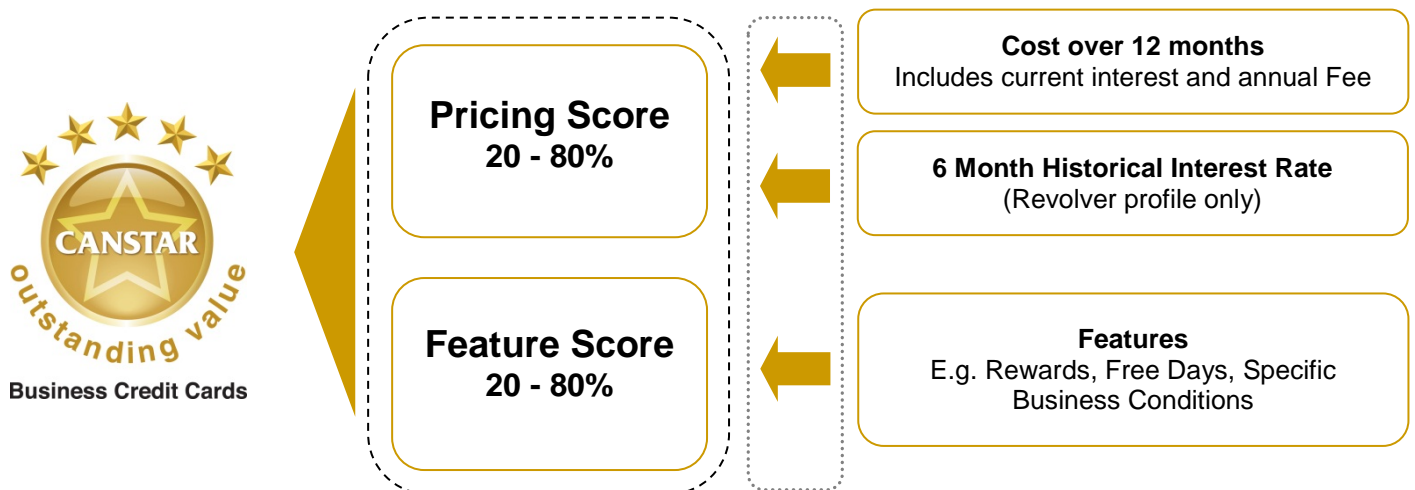 CANSTAR
outstanding value
Business Credit Cards
Pricing Score
20 - 80%
Feature Score
20 - 80%
Cost over 12 months
Includes current interest and annual Fee
6 Month Historical Interest Rate
(Revolver profile only)
Features
E.g. Rewards, Free Days, Specific
Business Conditions